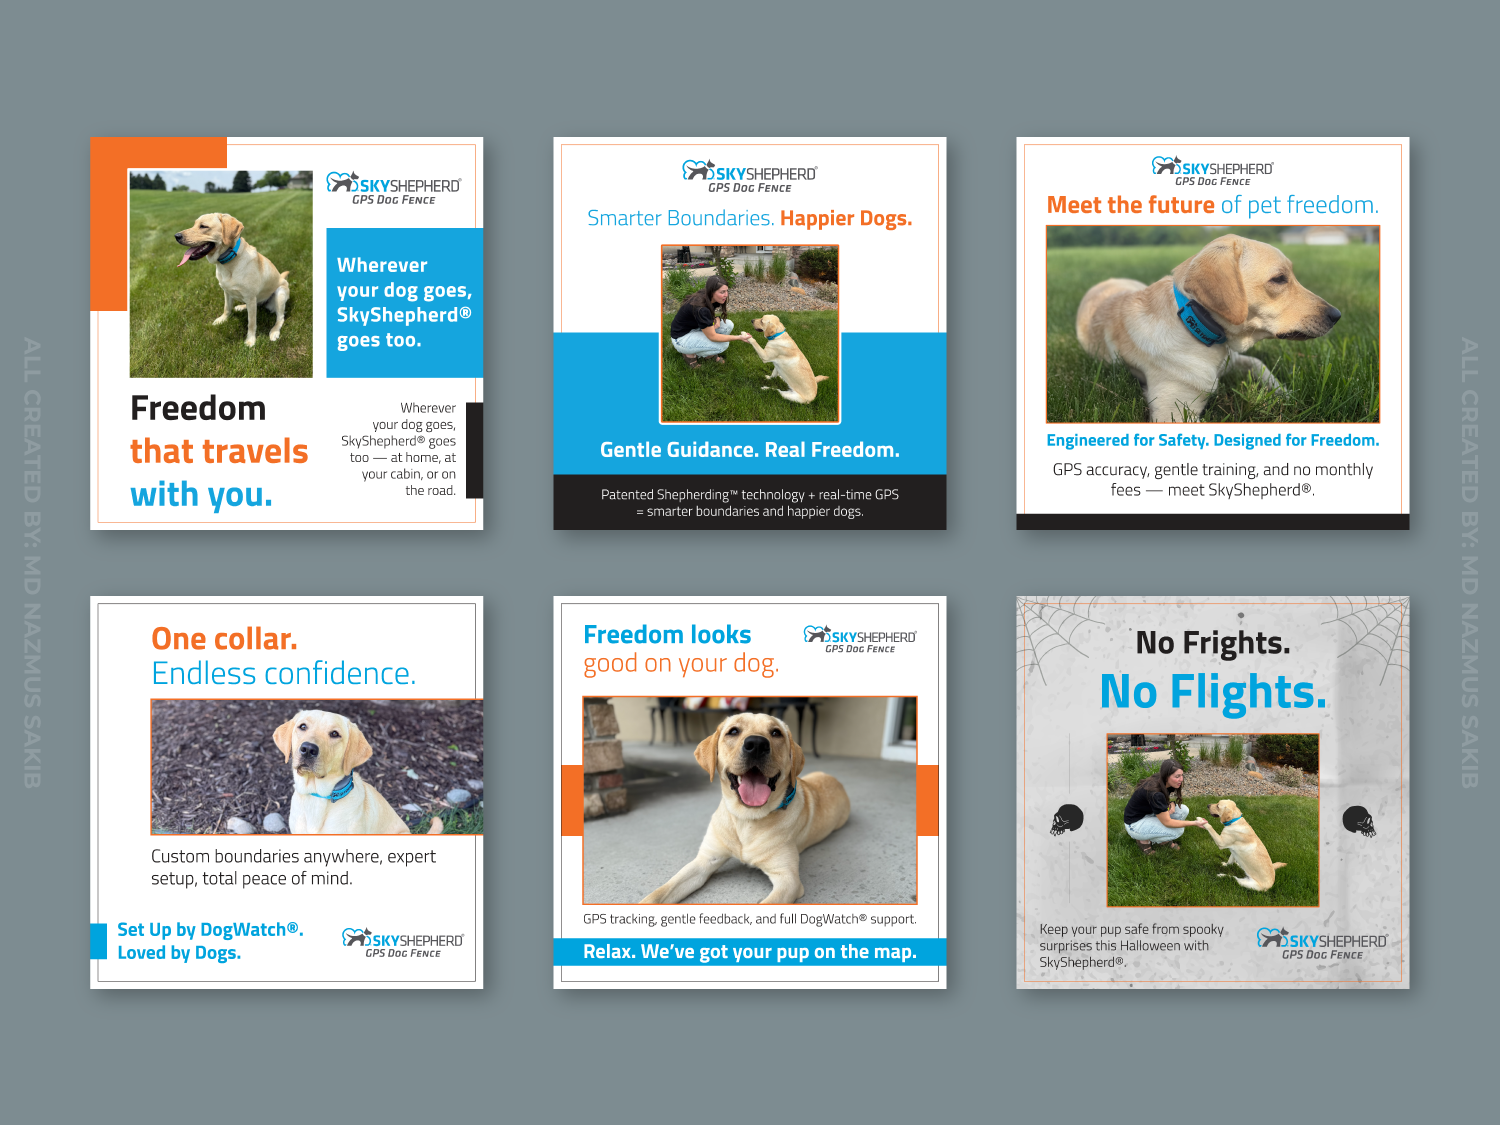 ALL CREATED BY: MD NAZMUS SAKIB
SKYSHEPHERD®
GPS DOG FENCE
Wherever
your dog goes,
SkyShepherd®
goes too.
Freedom
that travels
with you.
Wherever
your dog goes,
SkyShepherd® goes
too — at home, at
your cabin, or on
the road.
SKYSHEPHERD®
GPS DOG FENCE
Smarter Boundaries. Happier Dogs.
Gentle Guidance. Real Freedom.
Patented Shepherding™ technology + real-time GPS
= smarter boundaries and happier dogs.
SKYSHEPHERD®
GPS DOG FENCE
Meet the future of pet freedom.
Engineered for Safety. Designed for Freedom.
GPS accuracy, gentle training, and no monthly
fees — meet SkyShepherd®.
One collar.
Endless confidence.
Custom boundaries anywhere, expert
setup, total peace of mind.
Set Up by DogWatch®.
Loved by Dogs.
SKYSHEPHERD®
GPS DOG FENCE
Freedom looks
good on your dog.
SKYSHEPHERD®
GPS DOG FENCE
GPS tracking, gentle feedback, and full DogWatch® support.
Relax. We've got your pup on the map.
No Frights.
No Flights.
Keep your pup safe from spooky
surprises this Halloween with
SkyShepherd®.
SKYSHEPHERD®
GPS DOG FENCE
ALL CREATED BY: MD NAZMUS SAKIB